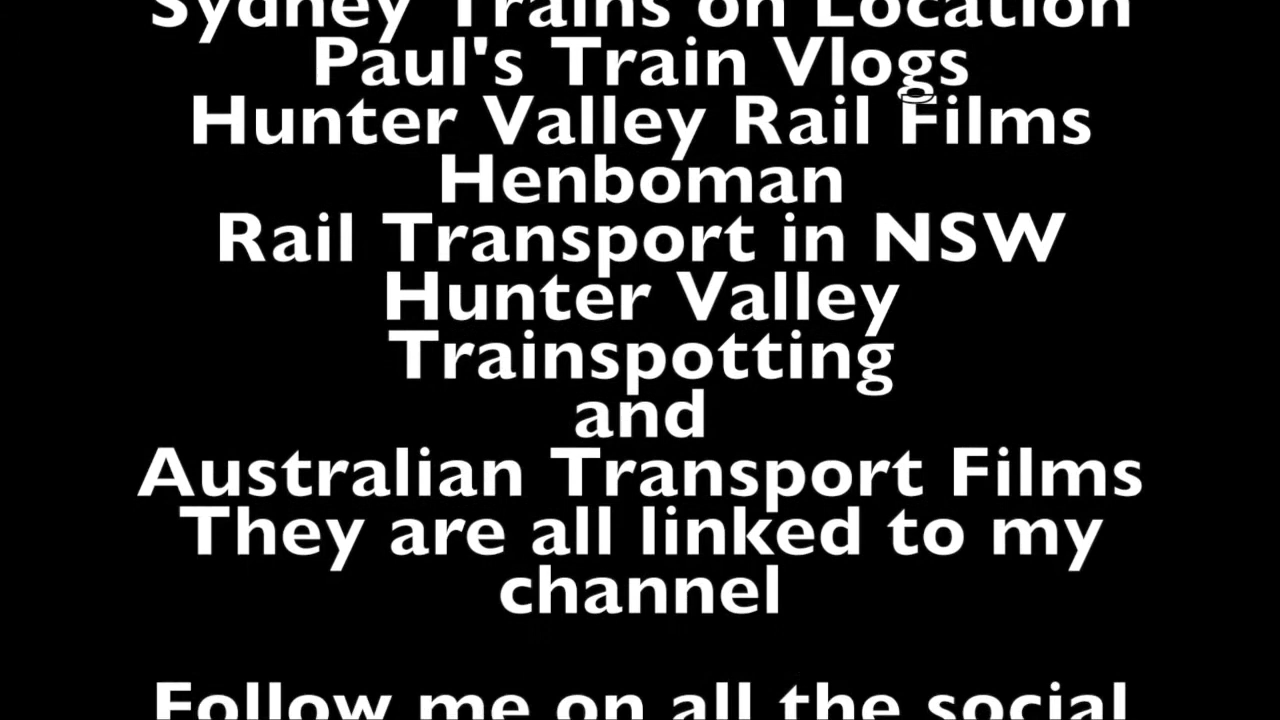 Sydney Trains on Location
Paul's Train Vlogs
Hunter Valley Rail Films
Henboman
Rail Transport in NSW
Hunter Valley
Trainspotting
and
Australian Transport Films
They are all linked to my
channel
Follow me on all the social